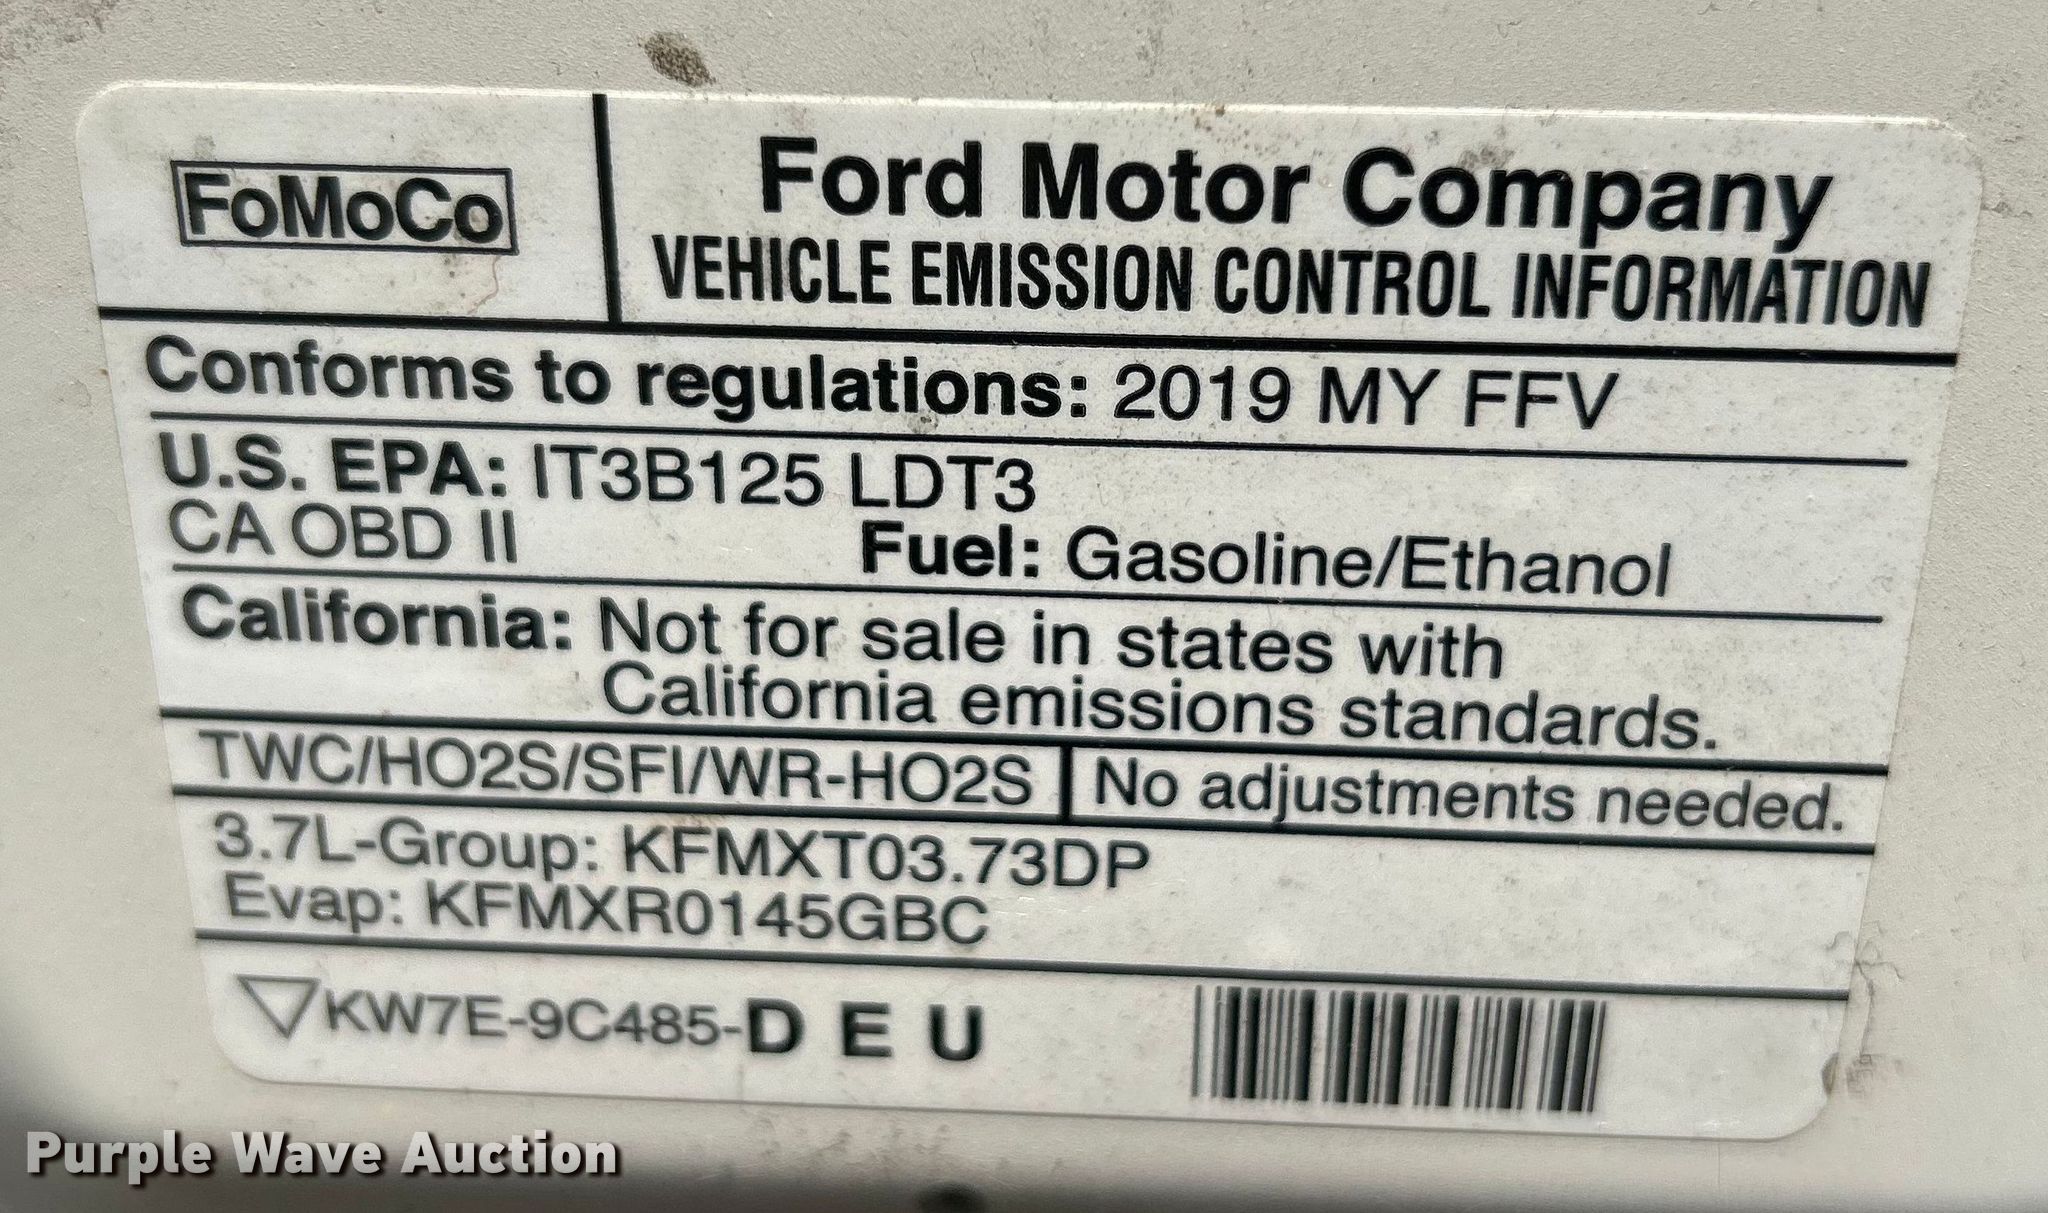 FoMoCo
Ford Motor Company
VEHICLE EMISSION CONTROL INFORMATION
Conforms to regulations: 2019 MY FFV
U.S. EPA: IT3B125 LDT3
CA OBD II Fuel: Gasoline/Ethanol
California: Not for sale in states with
California emissions standards.
TWC/HO2S/SFI/WR-HO2S No adjustments needed.
3.7L-Group: KFMXT03.73DP
Evap: KFMXR0145GBC
KW7E-9C485-D E U
Purple Wave Auction